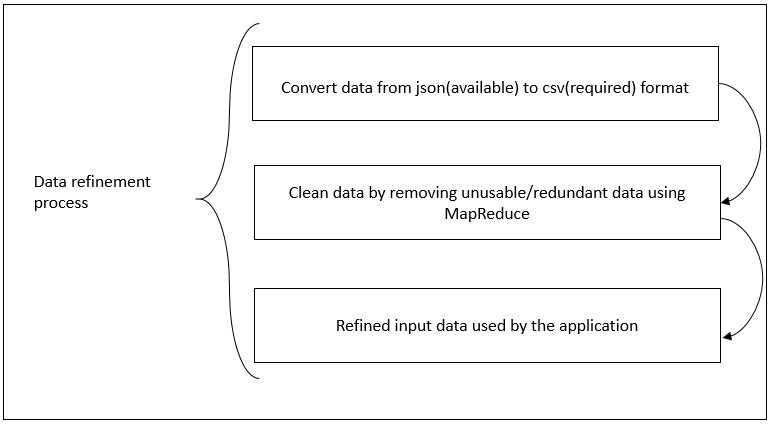 Convert data from json(available) to csv(required) format
Data refinement
process
Clean data by removing unusable/redundant data using
MapReduce
Refined input data used by the application